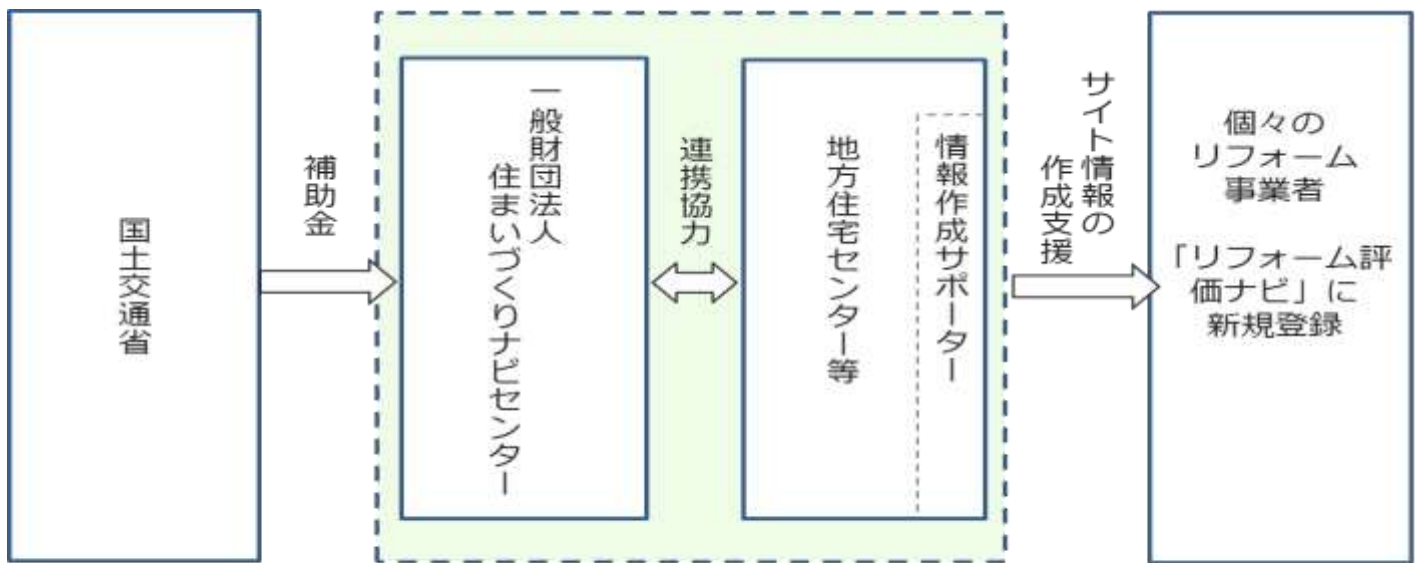 国土交通省
補助金
一般財団法人
住まいづくりナビセンター
連携協力
地方住宅センター等
情報作成サポーター
サイト情報の
作成支援
個々の
リフォーム
事業者
「リフォーム評
価ナビ」に
新規登録